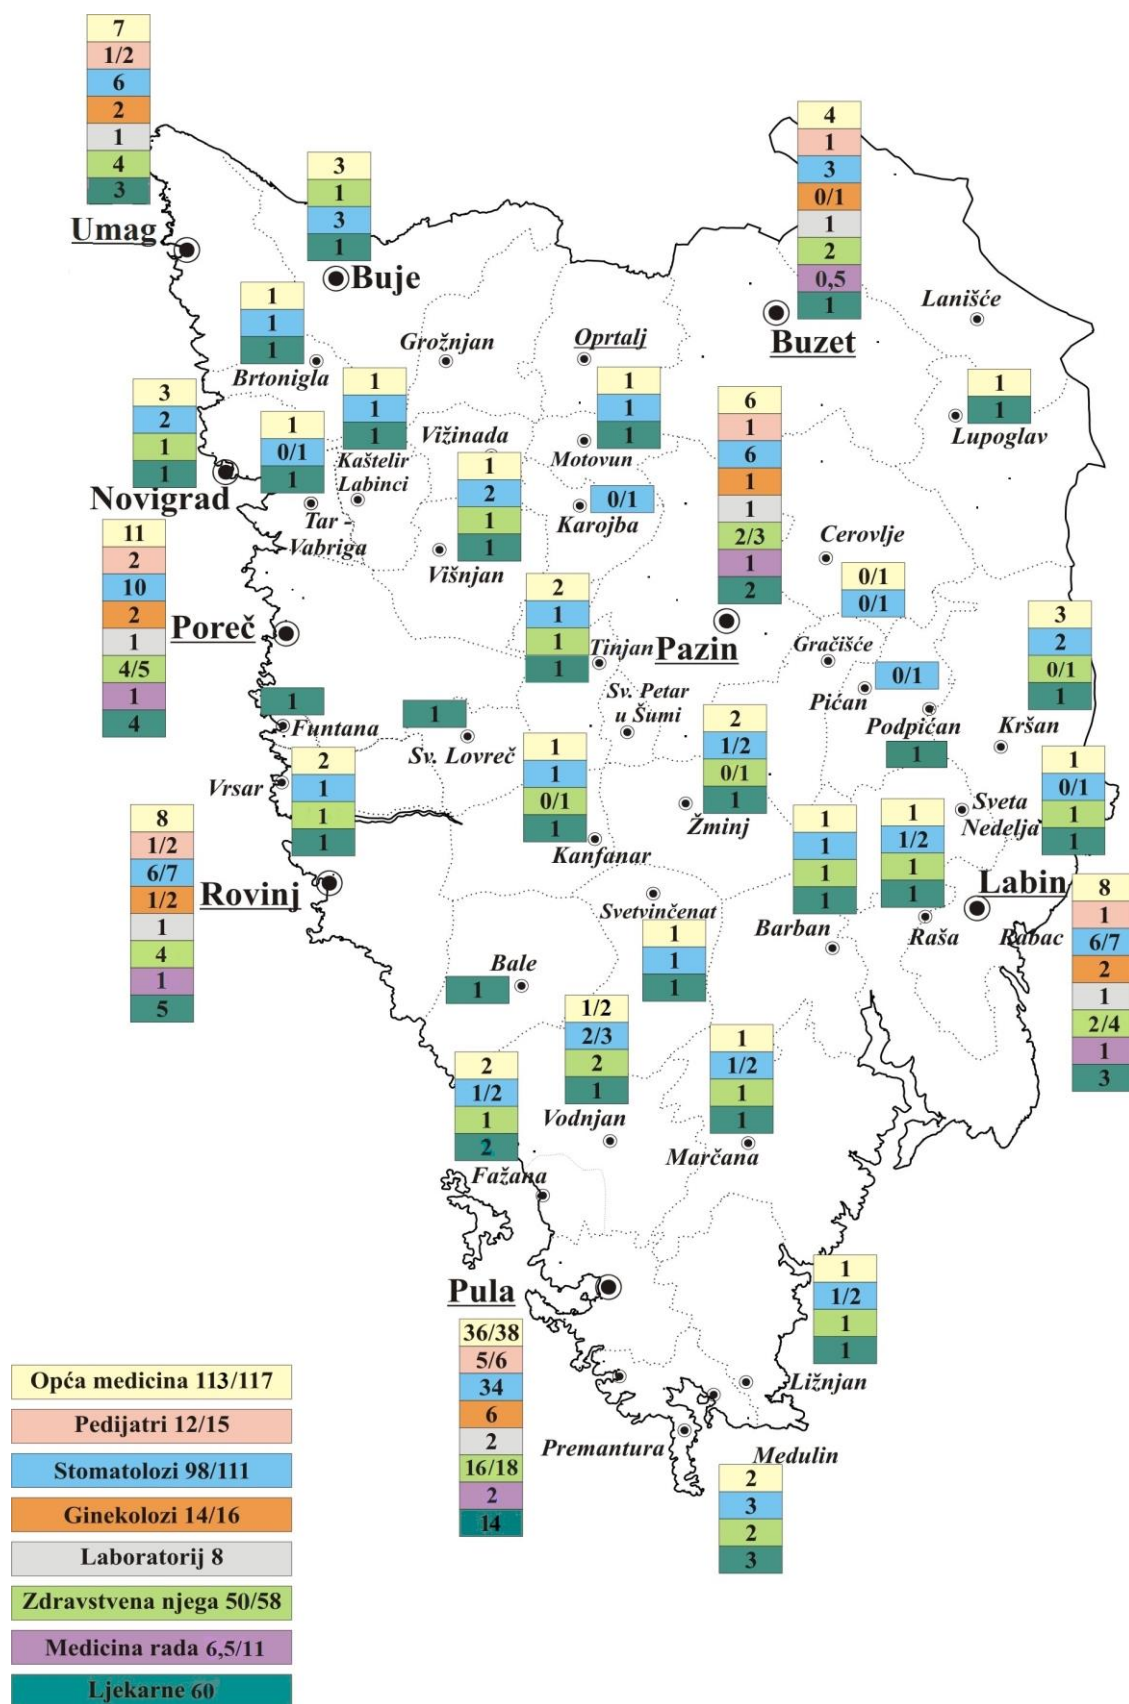 7
1/2
6
2
1
4
3
Umag
3
1
3
1
Buje
4
1
3
0/1
1
2
0,5
1
Buzet
Lanišće
1
1
1
Brtonigla
Grožnjan
Oprtalj
1
1
Lupoglav
3
2
1
1
Novigrad
1
0/1
1
Tar -
Vabriga
1
1
1
Kaštelir
Labinci
Vižinada
1
2
1
1
Višnjan
1
1
1
Motovun
0/1
Karojba
6
1
6
1
1
2/3
1
2
Pazin
Cerovlje
0/1
0/1
Gračišće
11
2
10
2
1
4/5
1
4
Poreč
2
1
1
1
Tinjan
Sv. Petar
u Šumi
0/1
Pićan
Podpićan
1
3
2
0/1
1
Kršan
1
Funtana
1
Sv. Lovreč
2
1
1
1
Vrsar
1
1
0/1
1
Kanfanar
2
1/2
0/1
1
Žminj
1
0/1
1
1
Sveta
Nedelja
1
1
1
1
Barban
1
1/2
1
1
Raša
Labin
Rabac
8
1
6/7
2
1
2/4
1
3
8
1/2
6/7
1/2
1
4
1
5
Rovinj
Svetvinčenat
1
1
1
1
Bale
1/2
2/3
2
1
Vodnjan
1
1/2
1
1
Marčana
2
1/2
1
2
Fažana
Pula
36/38
5/6
34
6
2
16/18
2
14
1
1/2
1
1
Ližnjan
Premantura
Medulin
2
3
2
3
Opća medicina 113/117
Pedijatri 12/15
Stomatolozi 98/111
Ginekolozi 14/16
Laboratorij 8
Zdravstvena njega 50/58
Medicina rada 6,5/11
Ljekarne 60